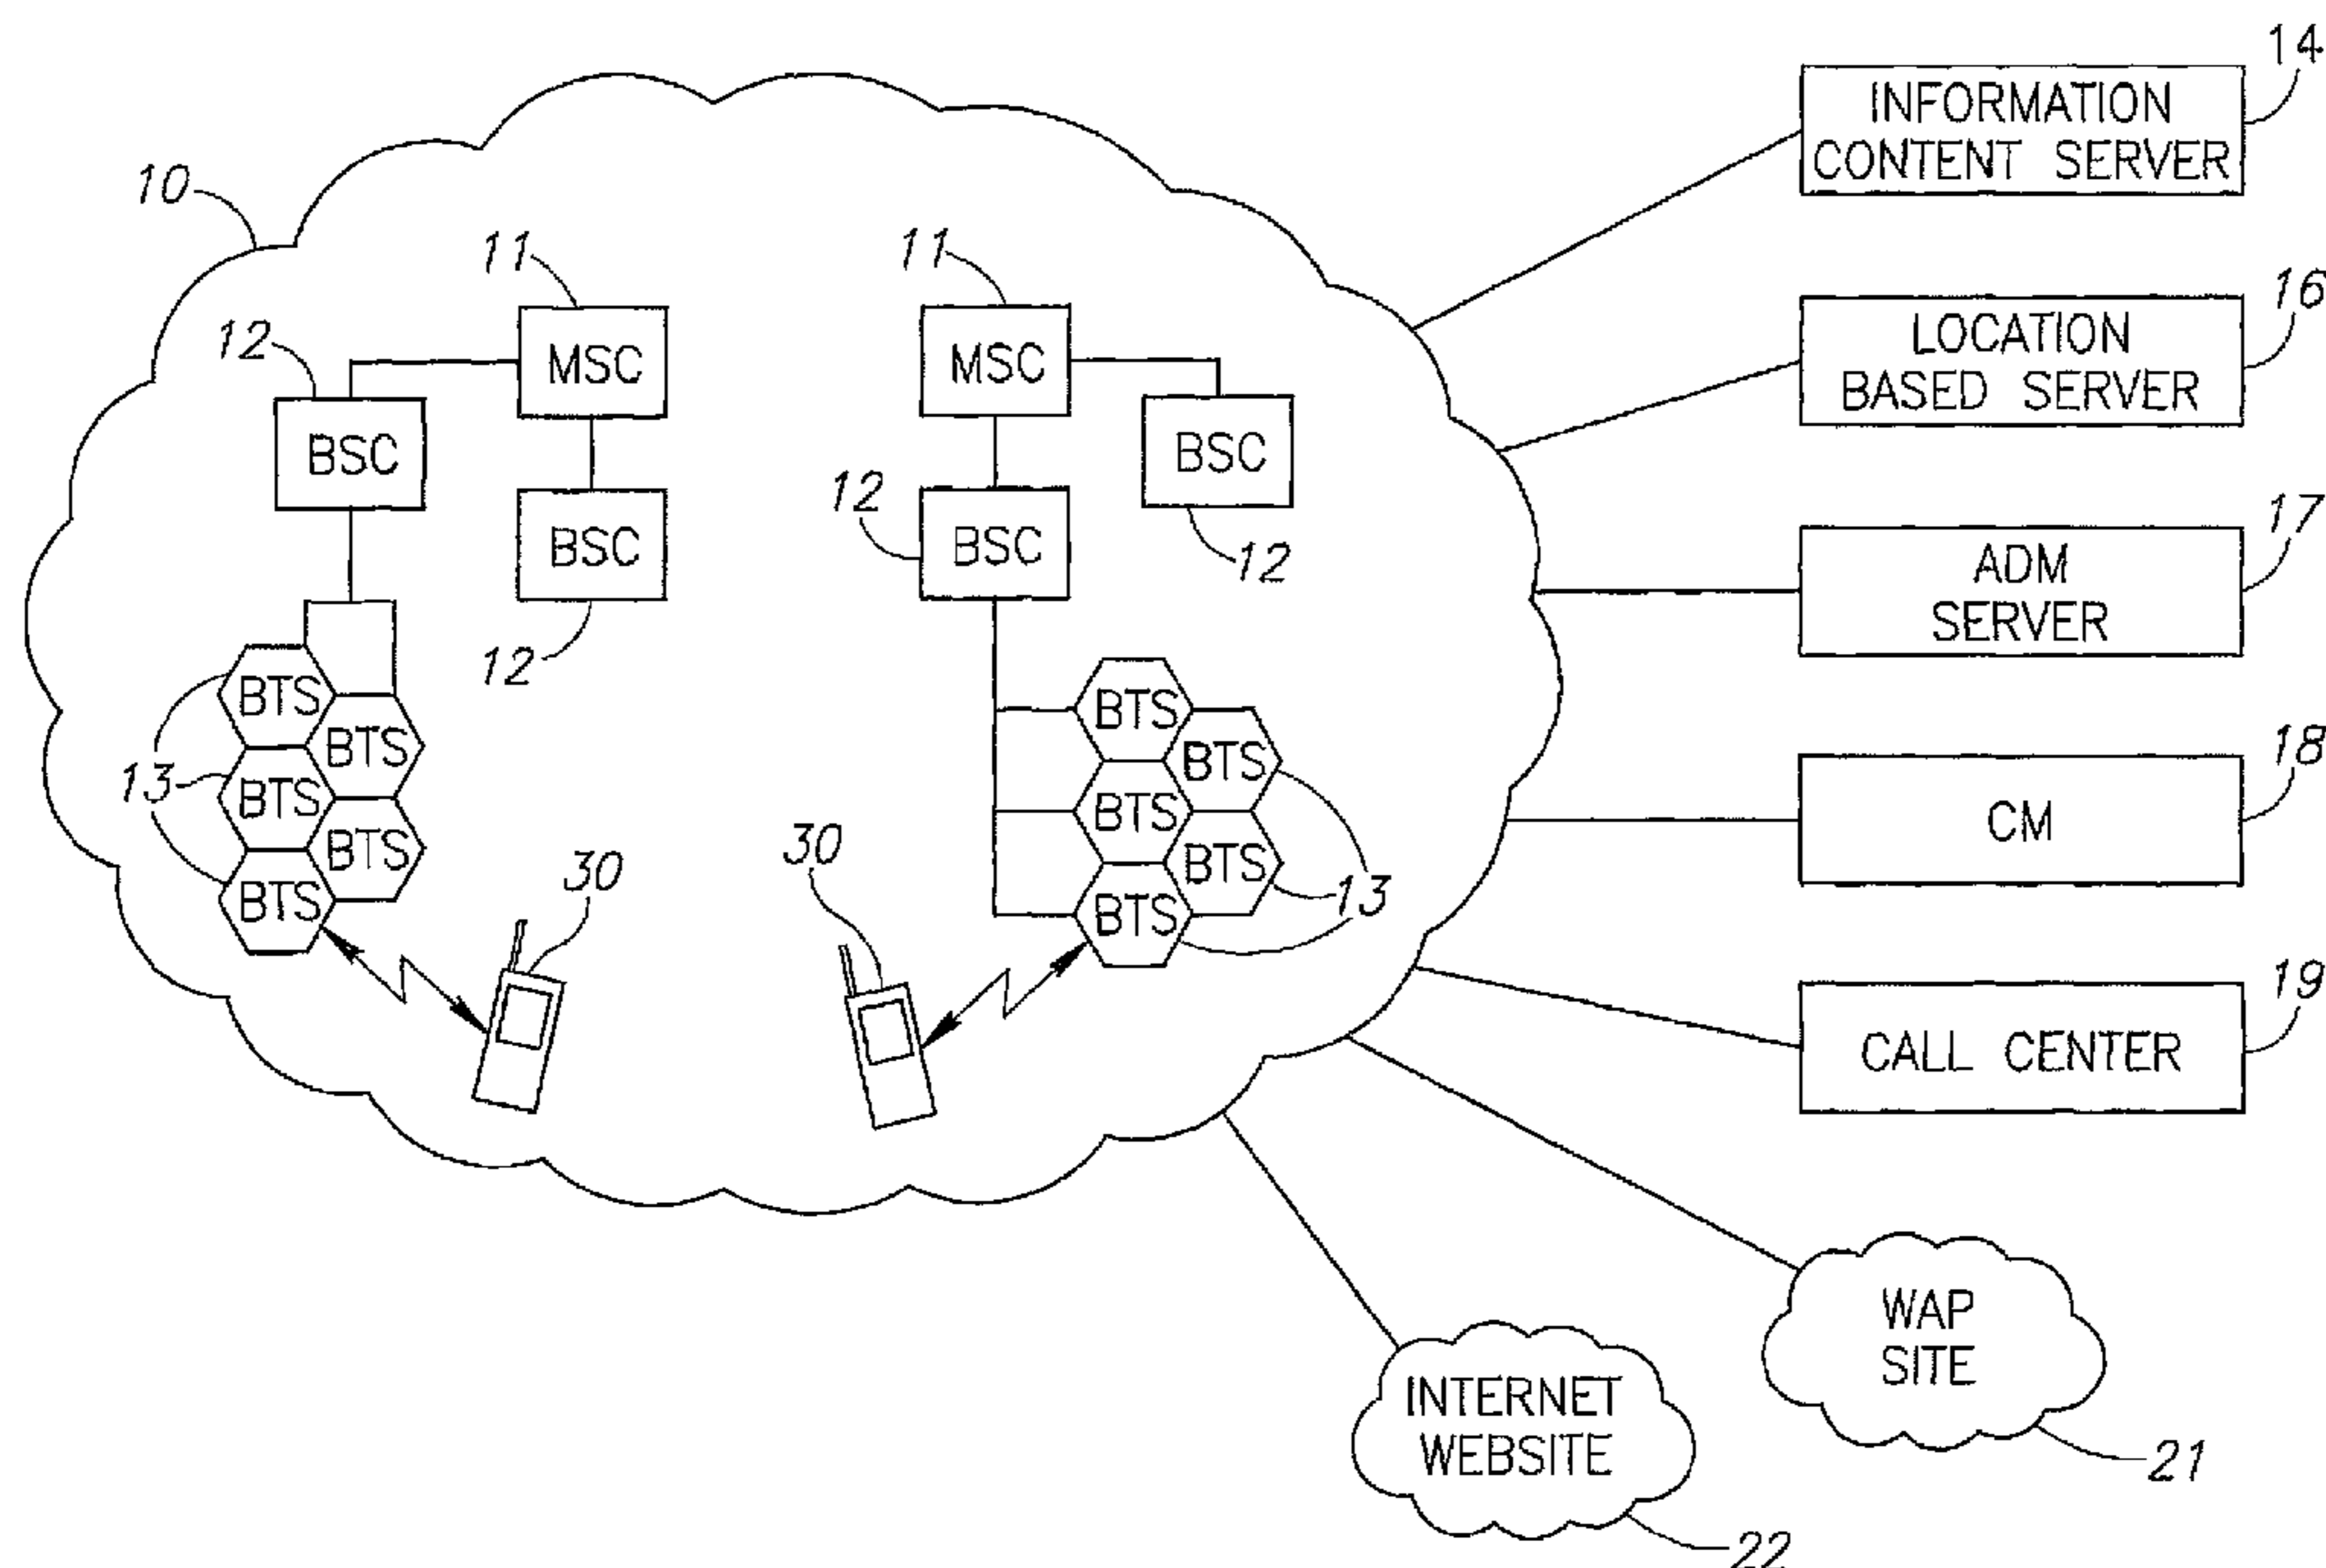 14
INFORMATION
CONTENT SERVER
10
11
11
16
12
MSC
MSC
LOCATION
BASED SERVER
BSC
BSC
12
17
BSC
BSC
12
ADM
SERVER
12
BTS
BTS
BTS
BTS
18
13
BTS
BTS
CM
30
30
BTS
BTS
13
BTS
BTS
19
CALL CENTER
WAP
SITE
INTERNET
WEBSITE
21
22